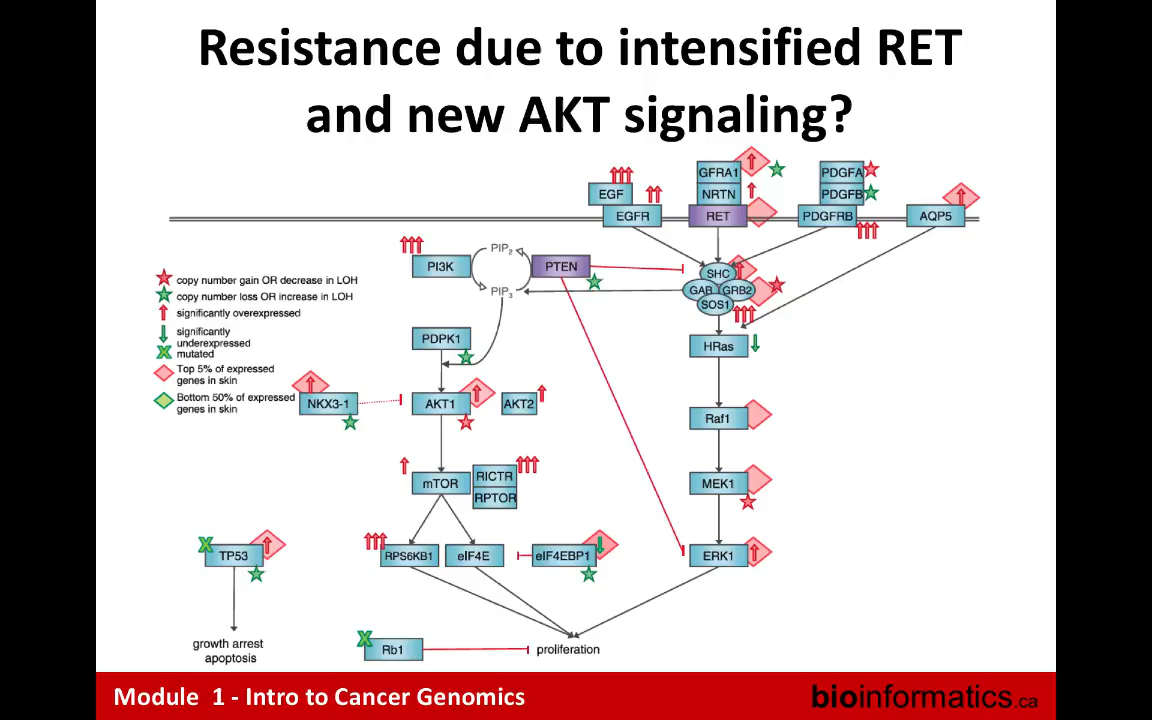 Resistance due to intensified RET
and new AKT signaling?
GFRA1
PDGFA
EGF
NRTN
PDGFB
EGFR
RET
PDGFRB
AQP5
PIP2
PI3K
PTEN
SHC
PIP3
GAB
GRB2
SOS1
copy number gain OR decrease in LOH
copy number loss OR increase in LOH
significantly overexpressed
significantly
underexpressed
mutated
Top 5% of expressed
genes in skin
Bottom 50% of expressed
genes in skin
PDPK1
HRas
NKX3-1
AKT1
AKT2
Raf1
mTOR
RICTR
RPTOR
MEK1
TP53
RPS6KB1
eIF4E
eIF4EBP1
ERK1
growth arrest
apoptosis
Rb1
proliferation
Module 1 - Intro to Cancer Genomics
bioinformatics.ca